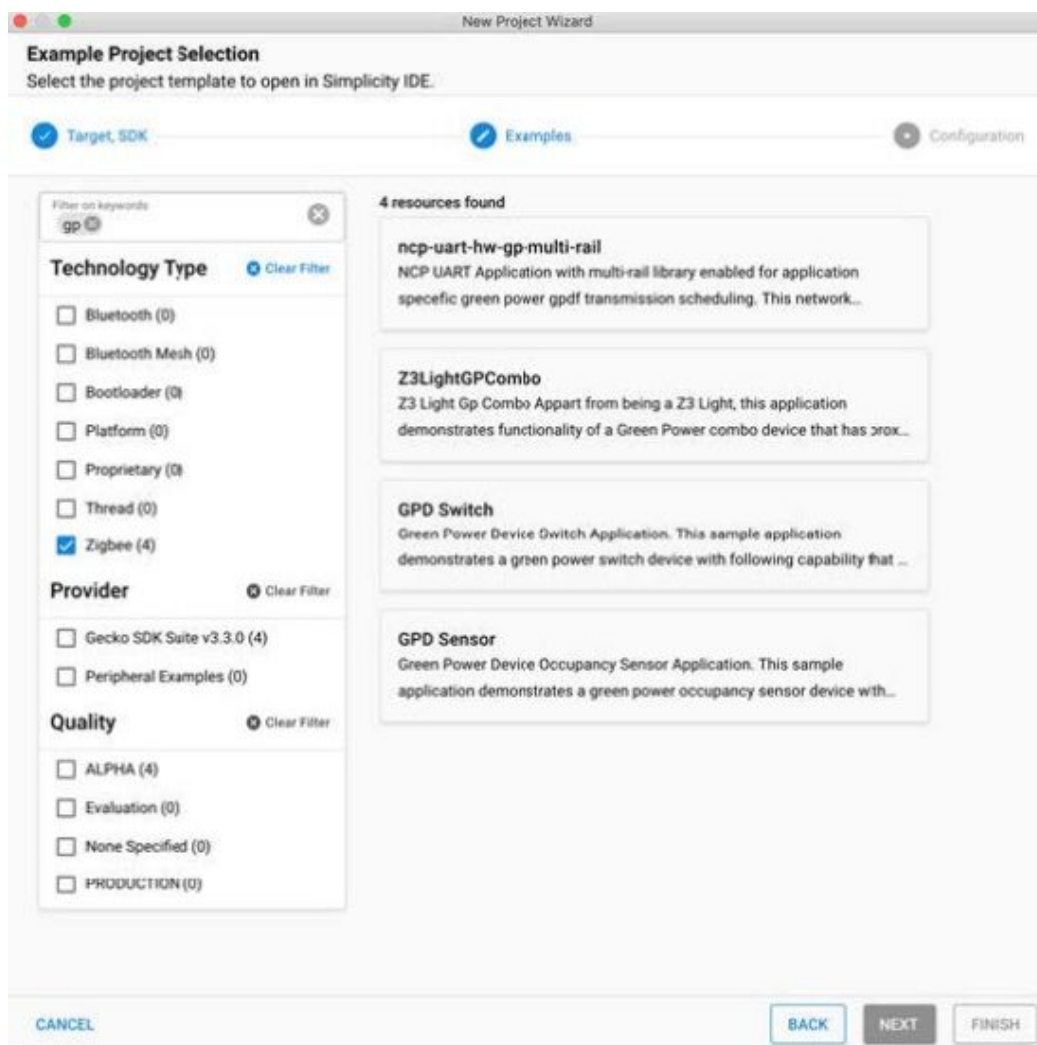 New Project Wizard
Example Project Selection
Select the project template to open in Simplicity IDE.
Target, SDK
Examples
Configuration
Filter on keywords
gp
Technology Type
Clear Filter
Bluetooth (0)
Bluetooth Mesh (0)
Bootloader (0)
Platform (0)
Proprietary (0)
Thread (0)
Zigbee (4)
Provider
Clear Filter
Gecko SDK Suite v3.3.0 (4)
Peripheral Examples (0)
Quality
Clear Filter
ALPHA (4)
Evaluation (0)
None Specified (0)
PRODUCTION (0)
4 resources found
ncp-uart-hw-gp-multi-rail
NCP UART Application with multi-rail library enabled for application
specefic green power gpdf transmission scheduling. This network...
Z3LightGPCombo
Z3 Light Gp Combo Appart from being a Z3 Light, this application
demonstrates functionality of a Green Power combo device that has prox...
GPD Switch
Green Power Device Switch Application. This sample application
demonstrates a green power switch device with following capability that ...
GPD Sensor
Green Power Device Occupancy Sensor Application. This sample
application demonstrates a green power occupancy sensor device with...
CANCEL
BACK
NEXT
FINISH